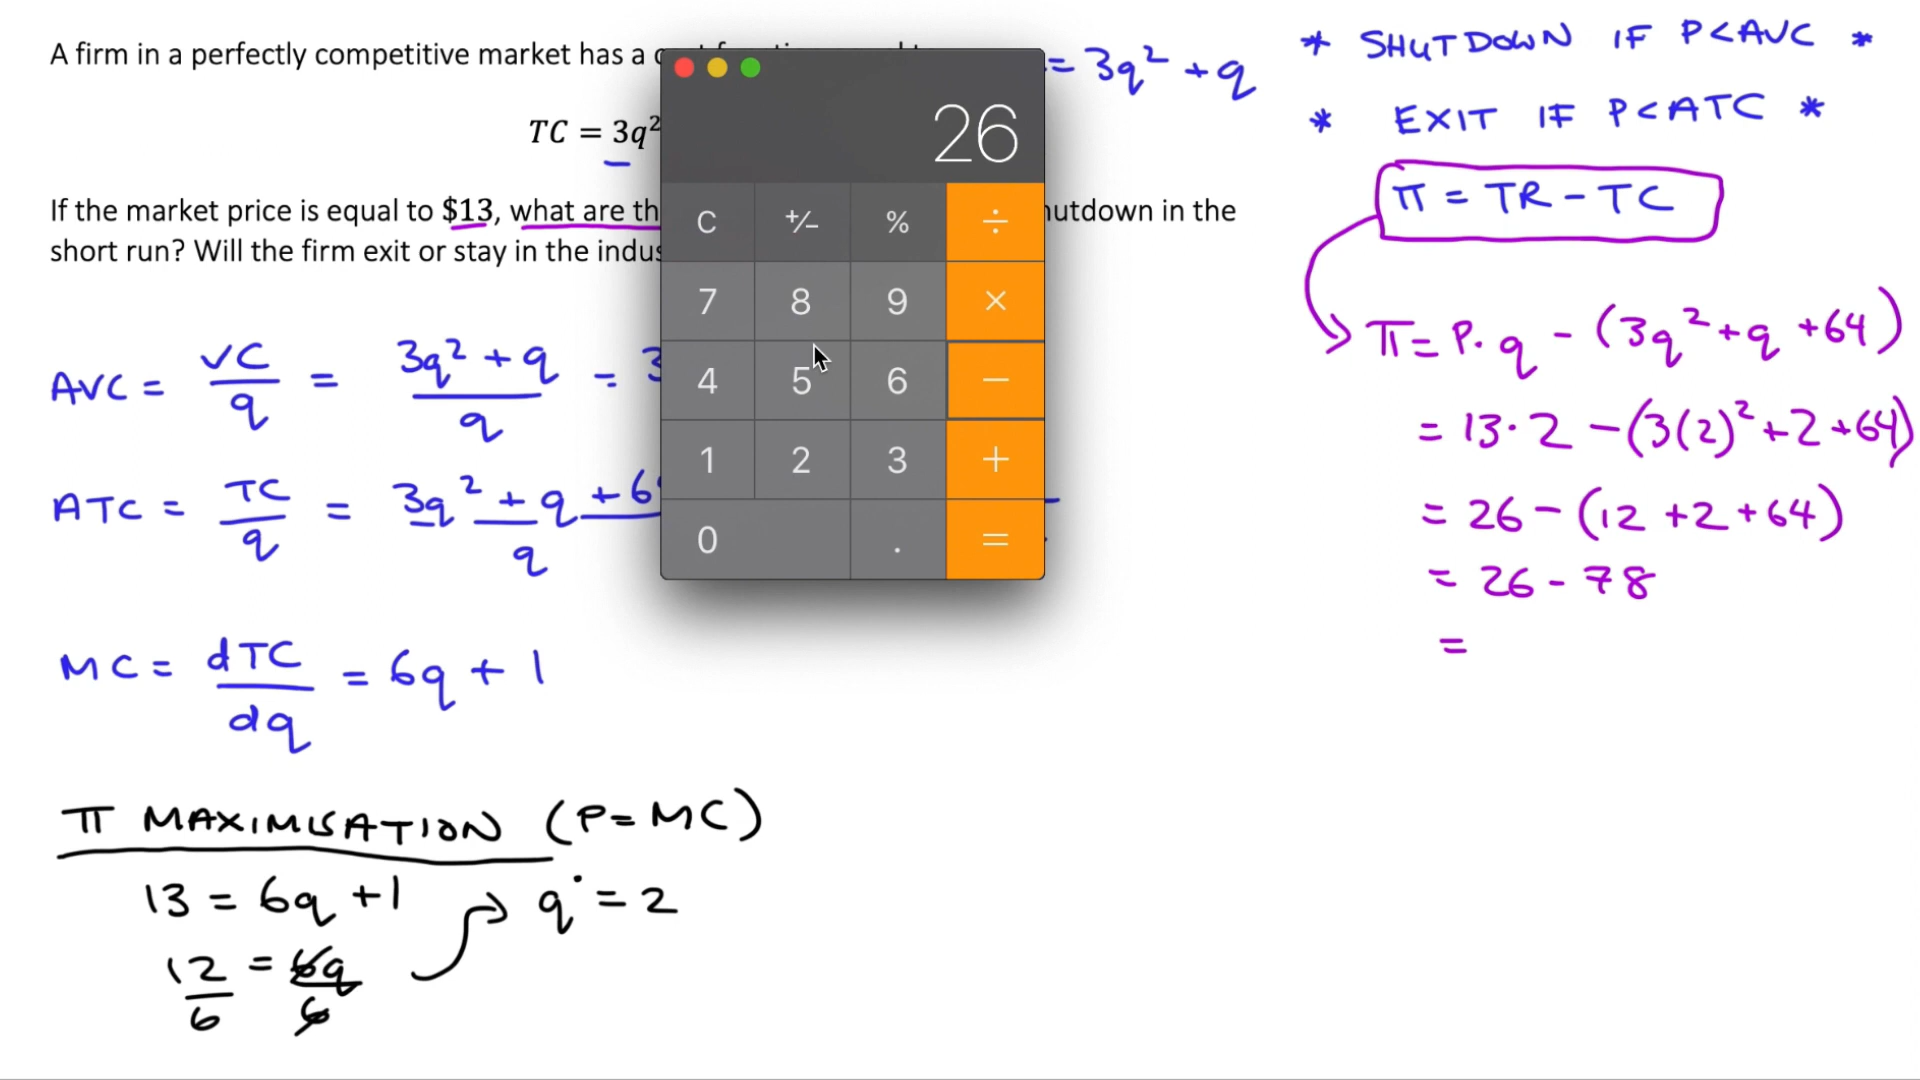 A firm in a perfectly competitive market has a
= 3q² + q
TC = 3q²
If the market price is equal to $13, what are th
hutdown in the
short run? Will the firm exit or stay in the indus
AVC = VC/q = (3q² + q)/q = 3
ATC = TC/q = (3q² + q + 6)/q
MC = dTC/dq = 6q + 1
π MAXIMISATION (P=MC)
13 = 6q + 1
q* = 2
12/6 = 6q/6
26
C +/- % ÷
7 8 9 ×
4 5 6 −
1 2 3 +
0 . =
* SHUTDOWN IF P<AVC *
* EXIT IF P<ATC *
π = TR - TC
π = P·q - (3q² + q + 64)
= 13·2 - (3(2)² + 2 + 64)
= 26 - (12 + 2 + 64)
= 26 - 78
=